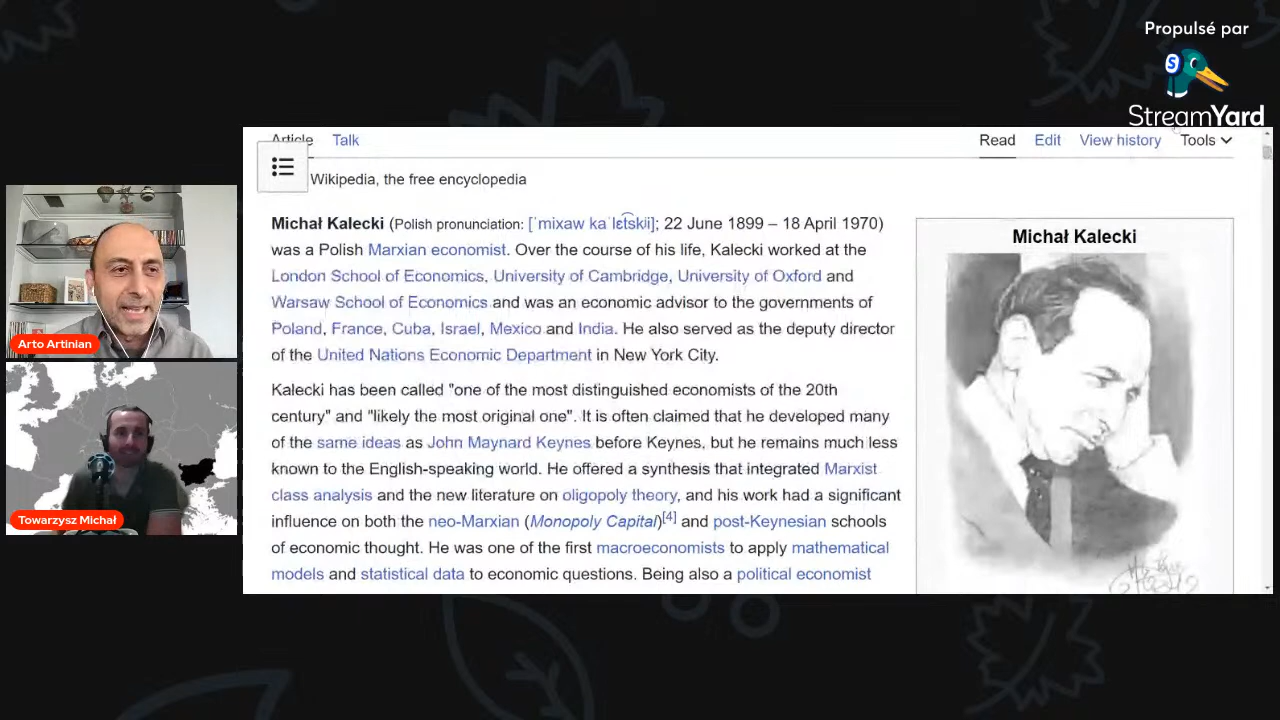 Propulsé par
StreamYard
Article Talk
Read Edit View history Tools
Wikipedia, the free encyclopedia
Michał Kalecki (Polish pronunciation: [ˈmixaw kaˈlɛt͡skii]; 22 June 1899 – 18 April 1970)
was a Polish Marxian economist. Over the course of his life, Kalecki worked at the
London School of Economics, University of Cambridge, University of Oxford and
Warsaw School of Economics and was an economic advisor to the governments of
Poland, France, Cuba, Israel, Mexico and India. He also served as the deputy director
of the United Nations Economic Department in New York City.
Kalecki has been called "one of the most distinguished economists of the 20th
century" and "likely the most original one". It is often claimed that he developed many
of the same ideas as John Maynard Keynes before Keynes, but he remains much less
known to the English-speaking world. He offered a synthesis that integrated Marxist
class analysis and the new literature on oligopoly theory, and his work had a significant
influence on both the neo-Marxian (Monopoly Capital)[4] and post-Keynesian schools
of economic thought. He was one of the first macroeconomists to apply mathematical
models and statistical data to economic questions. Being also a political economist
Michał Kalecki
Arto Artinian
Towarzysz Michał